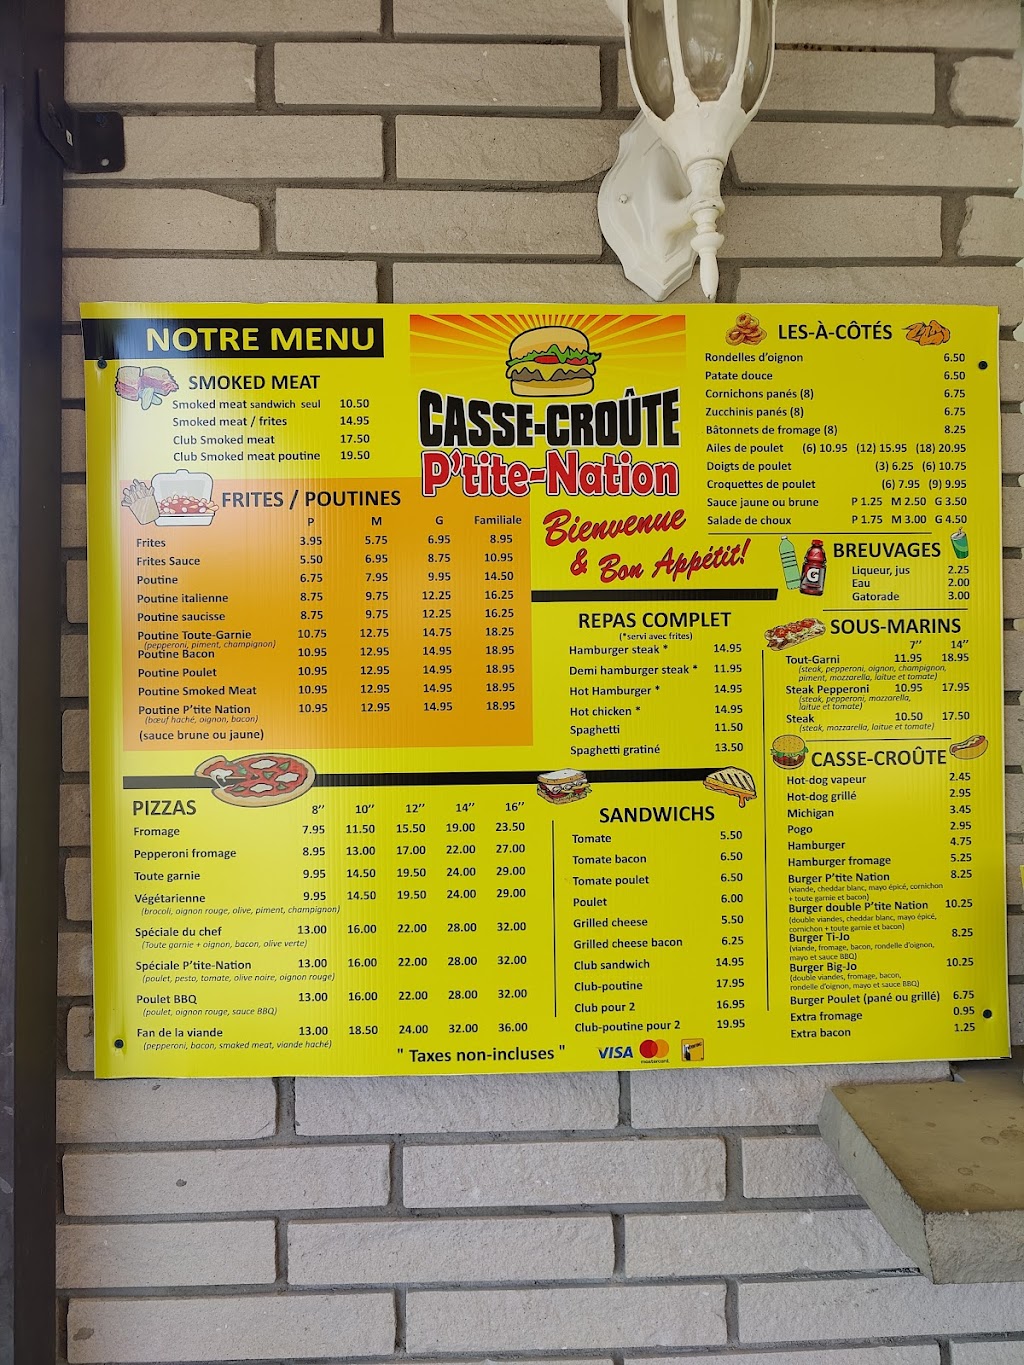 NOTRE MENU
SMOKED MEAT
Smoked meat sandwich seul 10.50
Smoked meat / frites 14.95
Club Smoked meat 17.50
Club Smoked meat poutine 19.50
FRITES / POUTINES
P M G Familiale
Frites 3.95 5.75 6.95 8.95
Frites Sauce 5.50 6.95 8.75 10.95
Poutine 6.75 7.95 9.95 14.50
Poutine italienne 8.75 9.75 12.25 16.25
Poutine saucisse 8.75 9.75 12.25 16.25
Poutine Toute-Garnie 10.75 12.75 14.75 18.25
(pepperoni, piment, champignon)
Poutine Bacon 10.95 12.95 14.95 18.95
Poutine Poulet 10.95 12.95 14.95 18.95
Poutine Smoked Meat 10.95 12.95 14.95 18.95
Poutine P'tite Nation 10.95 12.95 14.95 18.95
(bœuf haché, oignon, bacon)
(sauce brune ou jaune)
CASSE-CROÛTE
P'tite-Nation
Bienvenue
& Bon Appétit!
LES-À-CÔTÉS
Rondelles d'oignon 6.50
Patate douce 6.50
Cornichons panés (8) 6.75
Zucchinis panés (8) 6.75
Bâtonnets de fromage (8) 8.25
Ailes de poulet (6) 10.95 (12) 15.95 (18) 20.95
Doigts de poulet (3) 6.25 (6) 10.75
Croquettes de poulet (6) 7.95 (9) 9.95
Sauce jaune ou brune P 1.25 M 2.50 G 3.50
Salade de choux P 1.75 M 3.00 G 4.50
BREUVAGES
Liqueur, jus 2.25
Eau 2.00
Gatorade 3.00
REPAS COMPLET
(*servi avec frites)
Hamburger steak * 14.95
Demi hamburger steak * 11.95
Hot Hamburger * 14.95
Hot chicken * 14.95
Spaghetti 11.50
Spaghetti gratiné 13.50
SOUS-MARINS
7'' 14''
Tout-Garni 11.95 18.95
(steak, pepperoni, oignon, champignon,
piment, mozzarella, laitue et tomate)
Steak Pepperoni 10.95 17.95
(steak, pepperoni, mozzarella,
laitue et tomate)
Steak 10.50 17.50
(steak, mozzarella, laitue et tomate)
PIZZAS 8'' 10'' 12'' 14'' 16''
Fromage 7.95 11.50 15.50 19.00 23.50
Pepperoni fromage 8.95 13.00 17.00 22.00 27.00
Toute garnie 9.95 14.50 19.50 24.00 29.00
Végétarienne 9.95 14.50 19.50 24.00 29.00
(brocoli, oignon rouge, olive, piment, champignon)
Spéciale du chef 13.00 16.00 22.00 28.00 32.00
(Toute garnie + oignon, bacon, olive verte)
Spéciale P'tite-Nation 13.00 16.00 22.00 28.00 32.00
(poulet, pesto, tomate, olive noire, oignon rouge)
Poulet BBQ 13.00 16.00 22.00 28.00 32.00
(poulet, oignon rouge, sauce BBQ)
Fan de la viande 13.00 18.50 24.00 32.00 36.00
(pepperoni, bacon, smoked meat, viande haché)
SANDWICHS
Tomate 5.50
Tomate bacon 6.50
Tomate poulet 6.50
Poulet 6.00
Grilled cheese 5.50
Grilled cheese bacon 6.25
Club sandwich 14.95
Club-poutine 17.95
Club pour 2 16.95
Club-poutine pour 2 19.95
CASSE-CROÛTE
Hot-dog vapeur 2.45
Hot-dog grillé 2.95
Michigan 3.45
Pogo 2.95
Hamburger 4.75
Hamburger fromage 5.25
Burger P'tite Nation 8.25
(viande, cheddar blanc, mayo épicé, cornichon
+ toute garnie et bacon)
Burger double P'tite Nation 10.25
(double viandes, cheddar blanc, mayo épicé,
cornichon + toute garnie et bacon)
Burger Ti-Jo 8.25
(viande, fromage, bacon, rondelle d'oignon,
mayo et sauce BBQ)
Burger Big-Jo 10.25
(double viandes, fromage, bacon,
rondelle d'oignon, mayo et sauce BBQ)
Burger Poulet (pané ou grillé) 6.75
Extra fromage 0.95
Extra bacon 1.25
" Taxes non-incluses "
VISA
mastercard